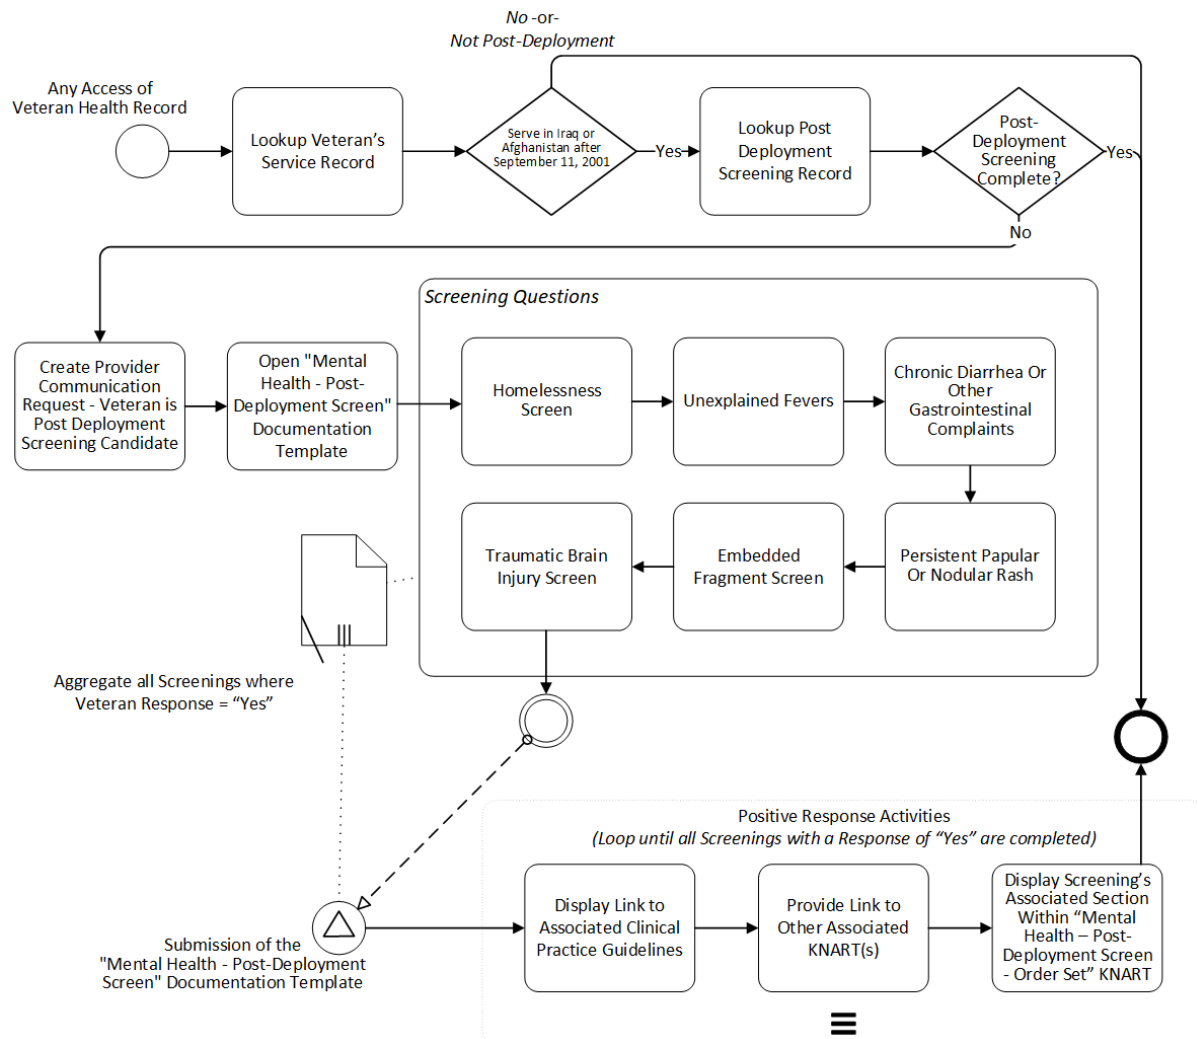 No -or-
Not Post-Deployment
Any Access of
Veteran Health Record
Lookup Veteran's
Service Record
Serve in Iraq or
Afghanistan after
September 11, 2001
Yes
Lookup Post
Deployment
Screening Record
Post-
Deployment
Screening
Complete?
Yes
No
Create Provider
Communication
Request - Veteran is
Post Deployment
Screening Candidate
Open "Mental
Health - Post-
Deployment Screen"
Documentation
Template
Screening Questions
Homelessness
Screen
Unexplained Fevers
Chronic Diarrhea Or
Other
Gastrointestinal
Complaints
Traumatic Brain
Injury Screen
Embedded
Fragment Screen
Persistent Papular
Or Nodular Rash
Aggregate all Screenings where
Veteran Response = “Yes”
Positive Response Activities
(Loop until all Screenings with a Response of “Yes” are completed)
Submission of the
"Mental Health - Post-Deployment
Screen" Documentation Template
Display Link to
Associated Clinical
Practice Guidelines
Provide Link to
Other Associated
KNART(s)
Display Screening’s
Associated Section
Within “Mental
Health – Post-
Deployment Screen
- Order Set” KNART